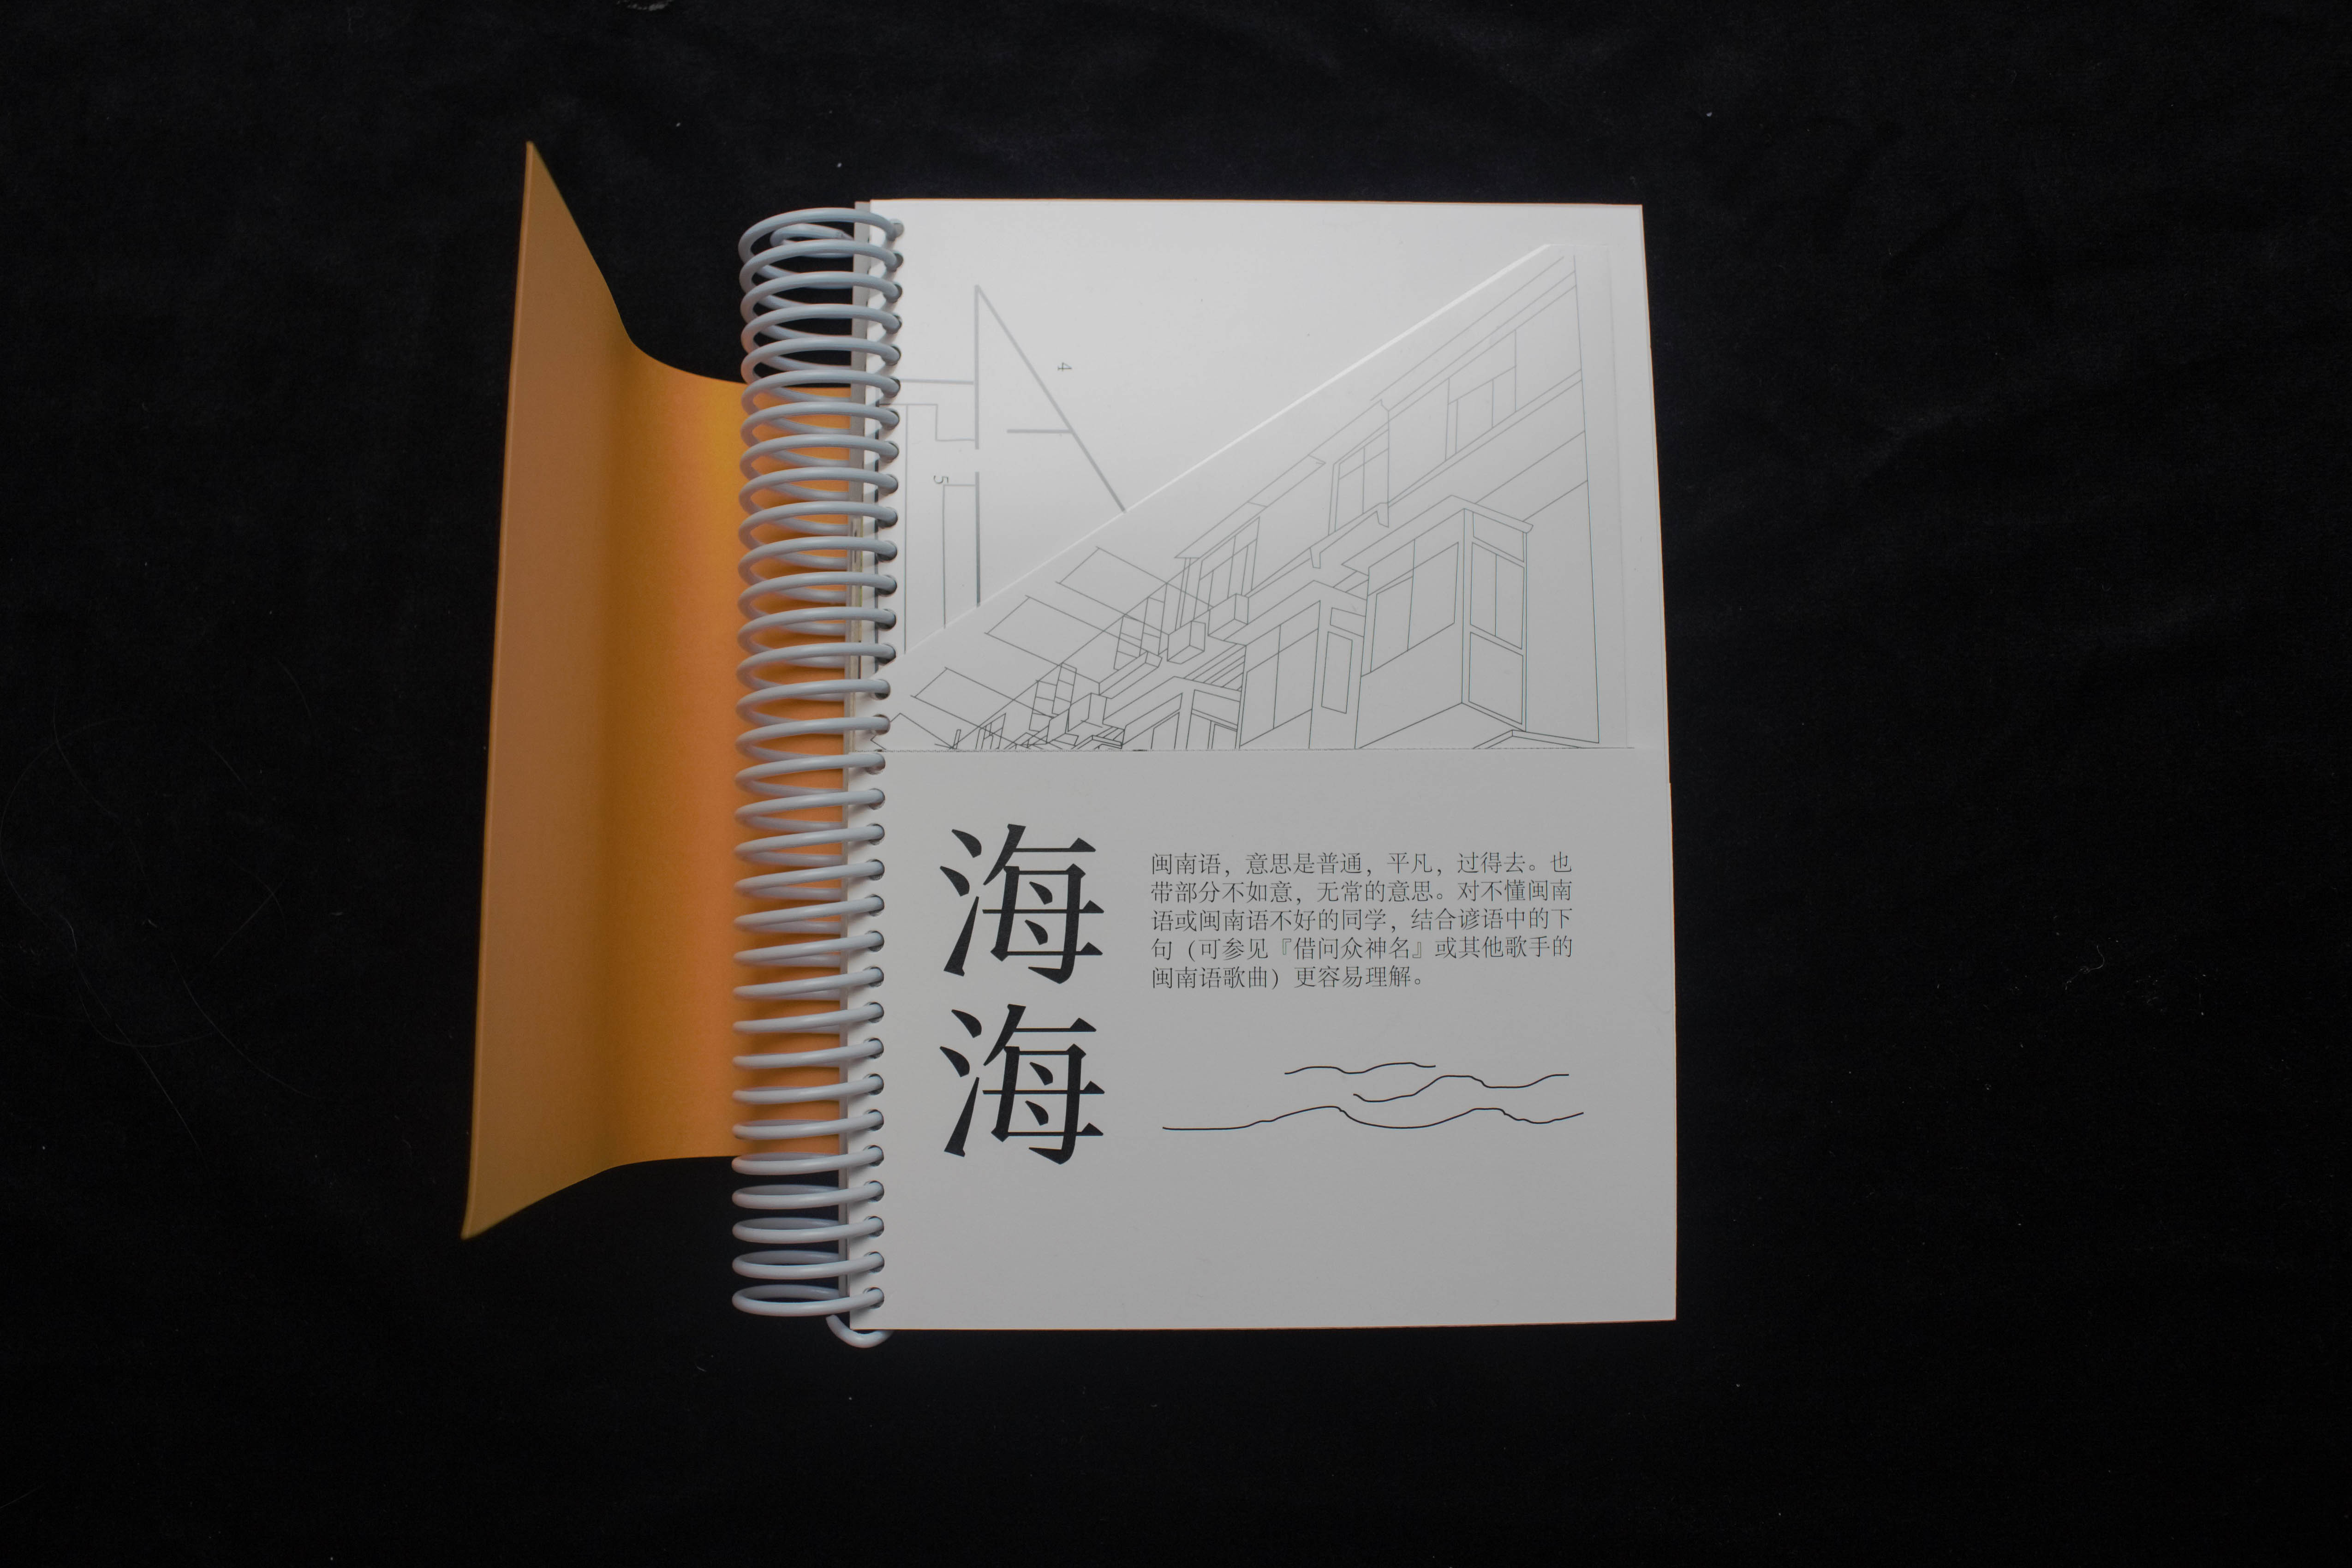 4
5
海
海
闽南语，意思是普通，平凡，过得去。也
带部分不如意，无常的意思。对不懂闽南
语或闽南语不好的同学，结合谚语中的下
句（可参见『借问众神名』或其他歌手的
闽南语歌曲）更容易理解。